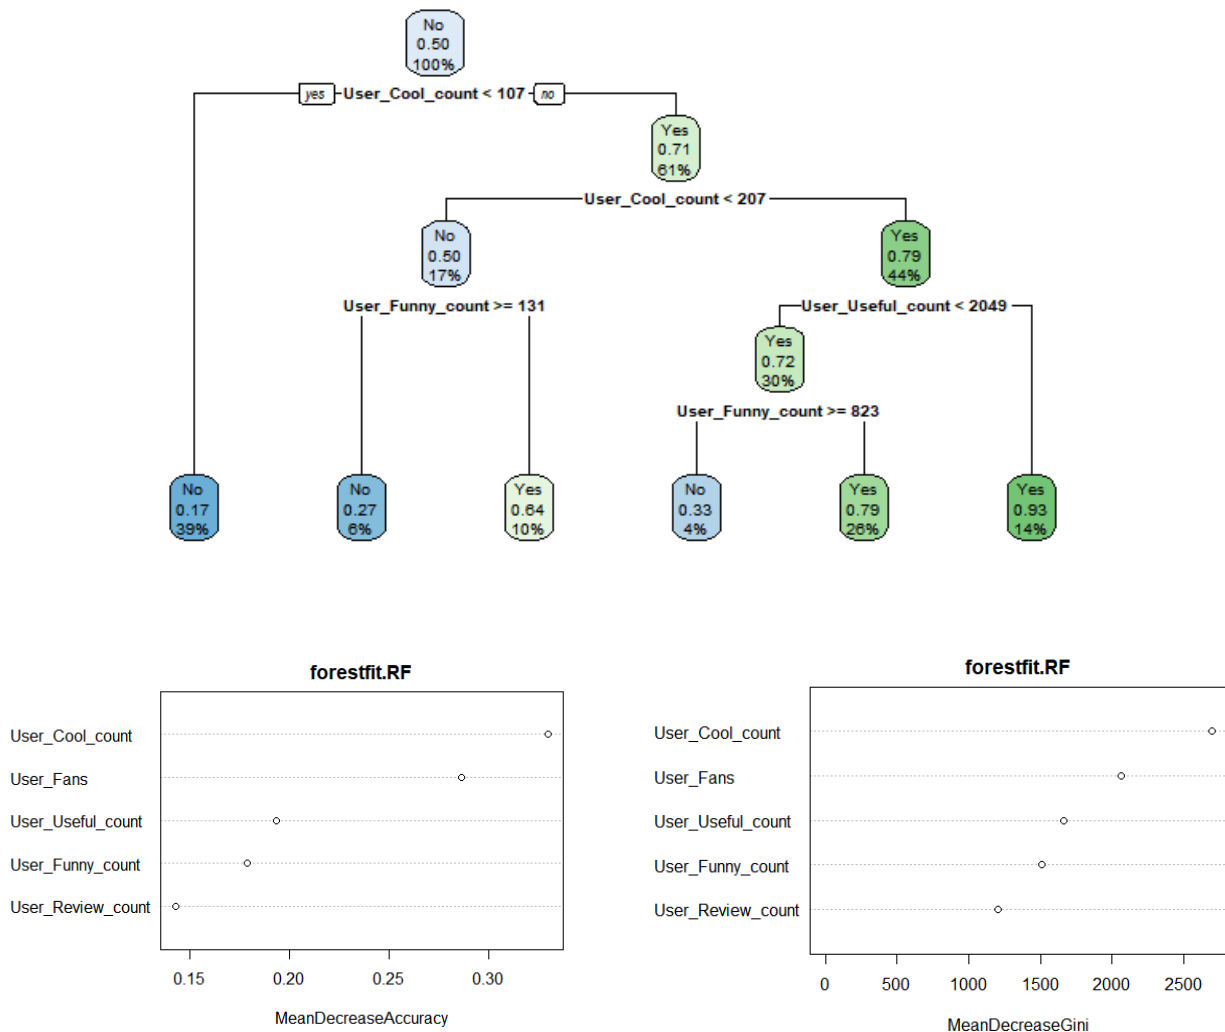 No
0.50
100%
yes User_Cool_count < 107 no
Yes
0.71
61%
User_Cool_count < 207
No
0.50
17%
Yes
0.79
44%
User_Funny_count >= 131
User_Useful_count < 2049
Yes
0.72
30%
User_Funny_count >= 823
No
0.17
39%
No
0.27
6%
Yes
0.64
10%
No
0.33
4%
Yes
0.79
26%
Yes
0.93
14%
forestfit.RF
User_Cool_count
User_Fans
User_Useful_count
User_Funny_count
User_Review_count
0.15 0.20 0.25 0.30
MeanDecreaseAccuracy
forestfit.RF
User_Cool_count
User_Fans
User_Useful_count
User_Funny_count
User_Review_count
0 500 1000 1500 2000 2500
MeanDecreaseGini